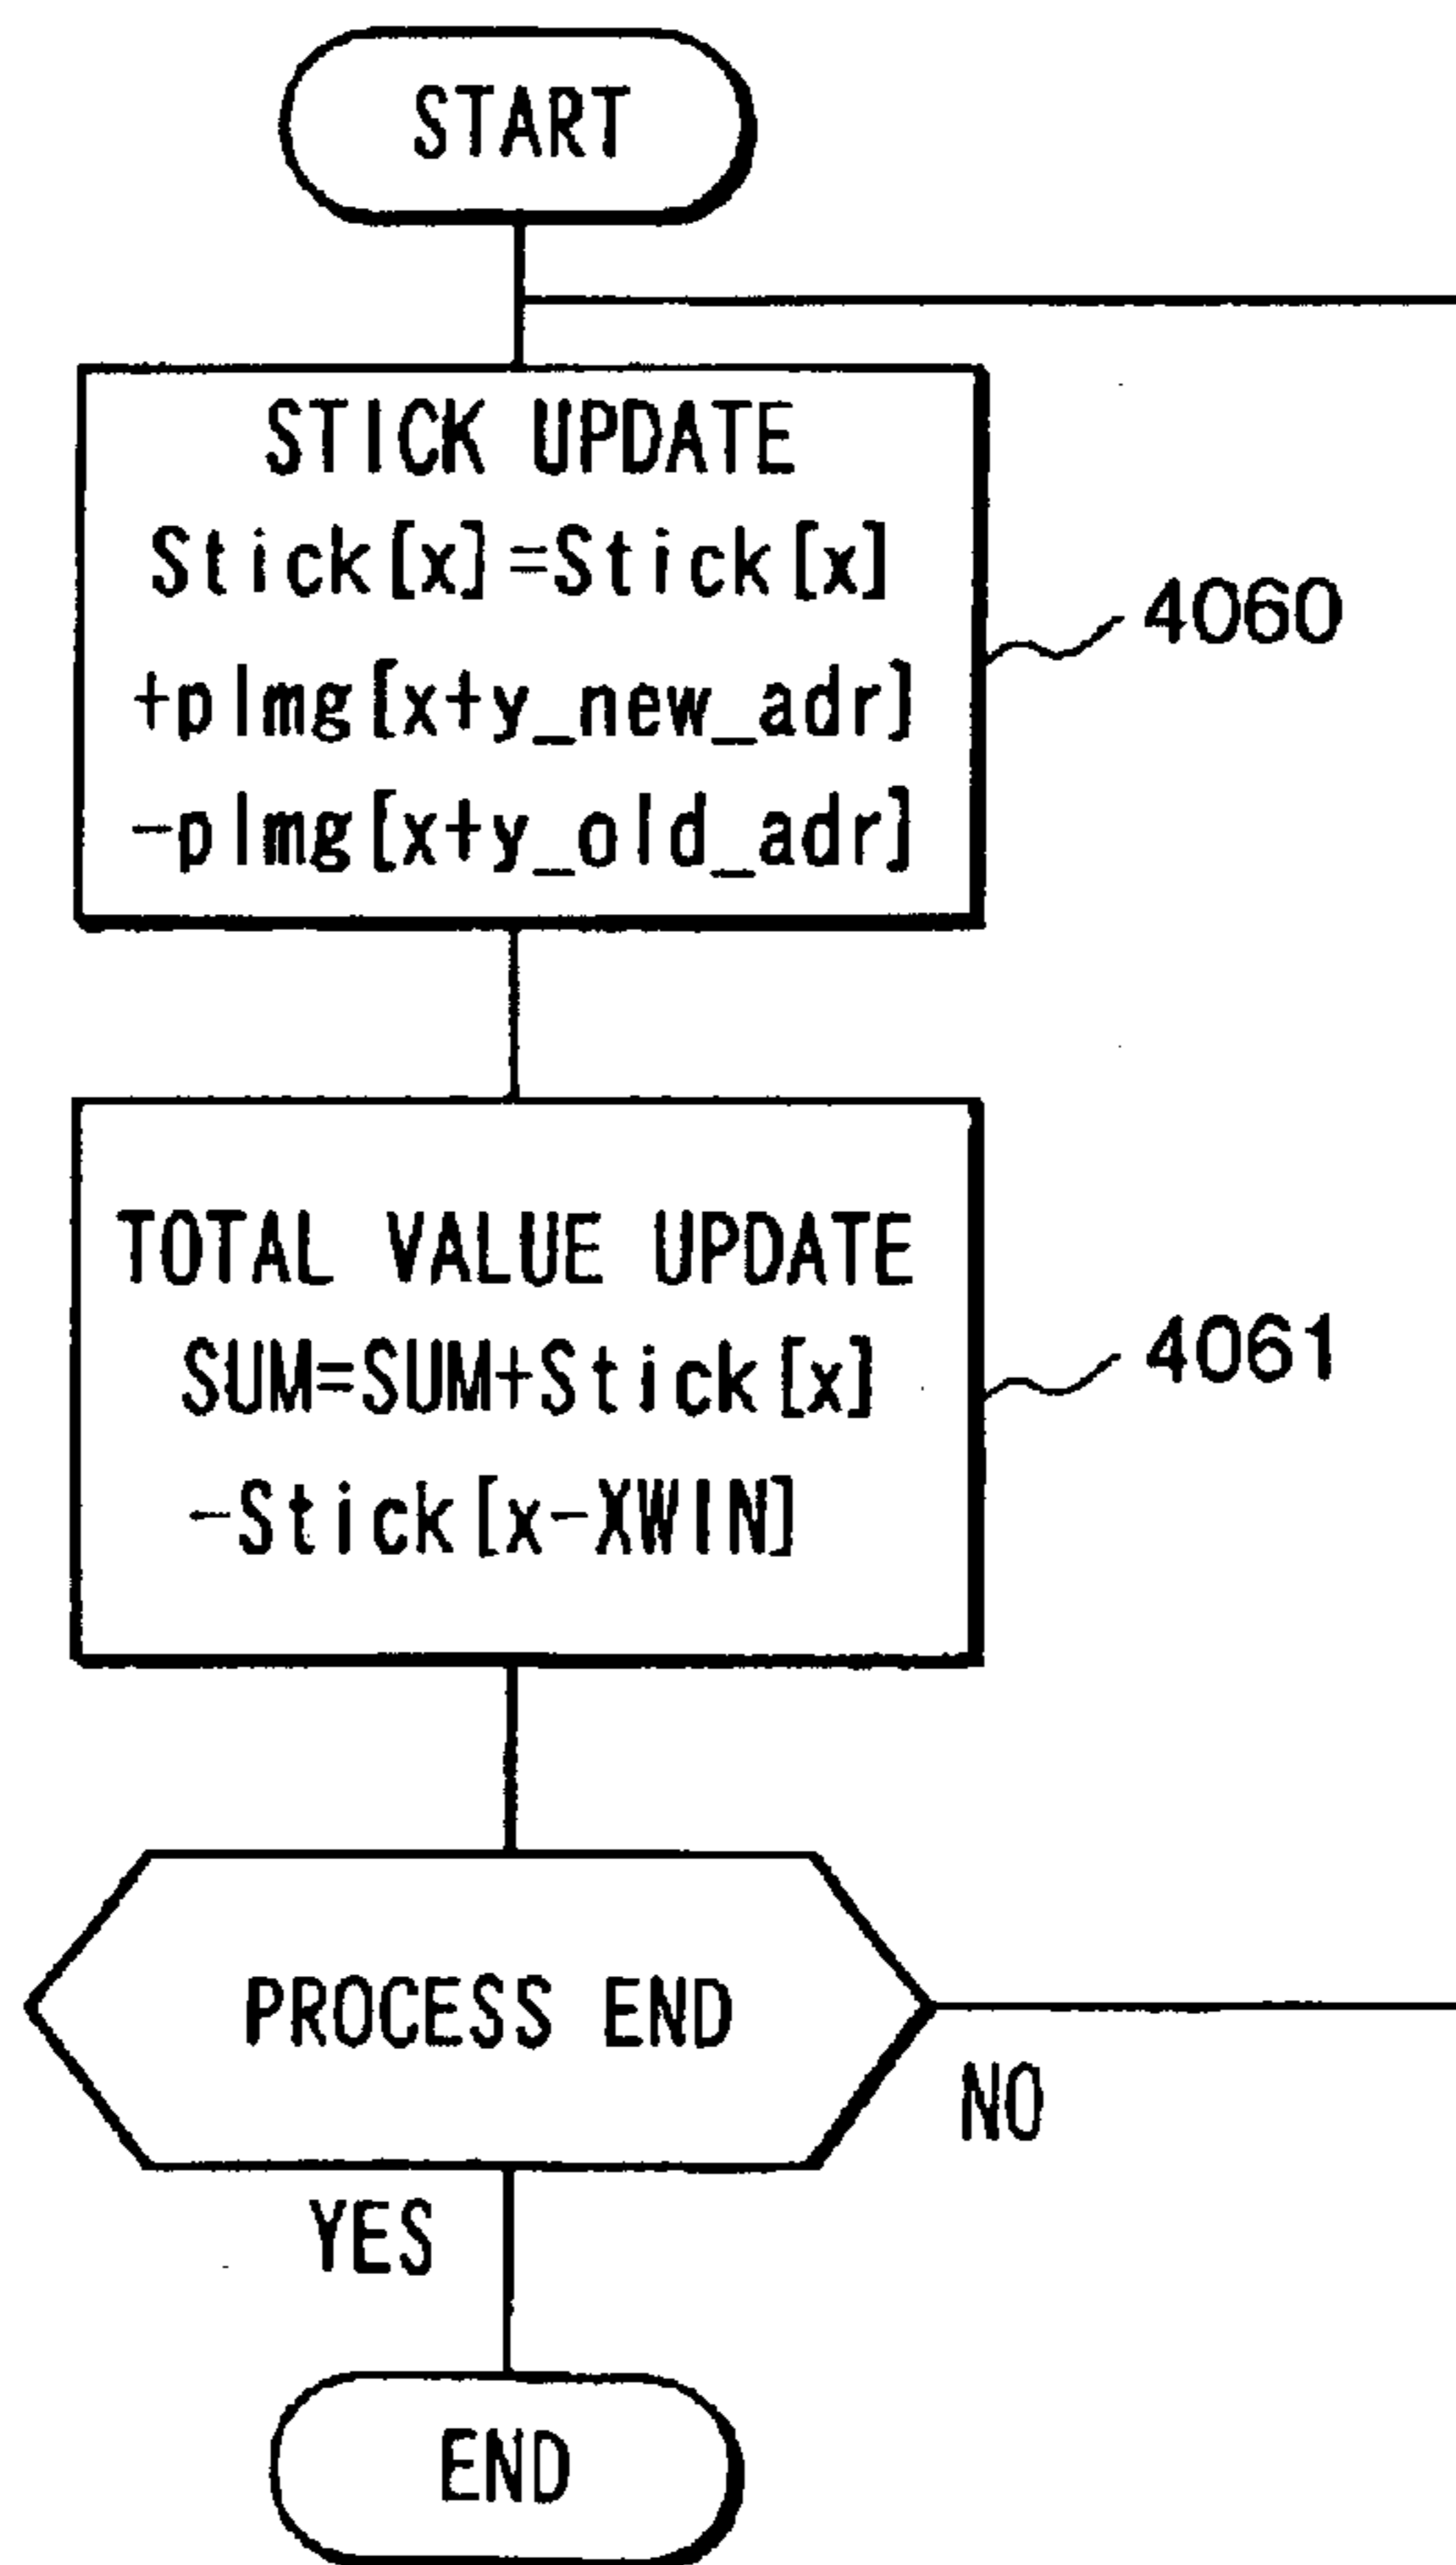 START
STICK UPDATE
Stick[x]=Stick[x]
+pImg[x+y_new_adr]
-pImg[x+y_old_adr]
4060
TOTAL VALUE UPDATE
SUM=SUM+Stick[x]
-Stick[x-XWIN]
4061
PROCESS END
NO
YES
END